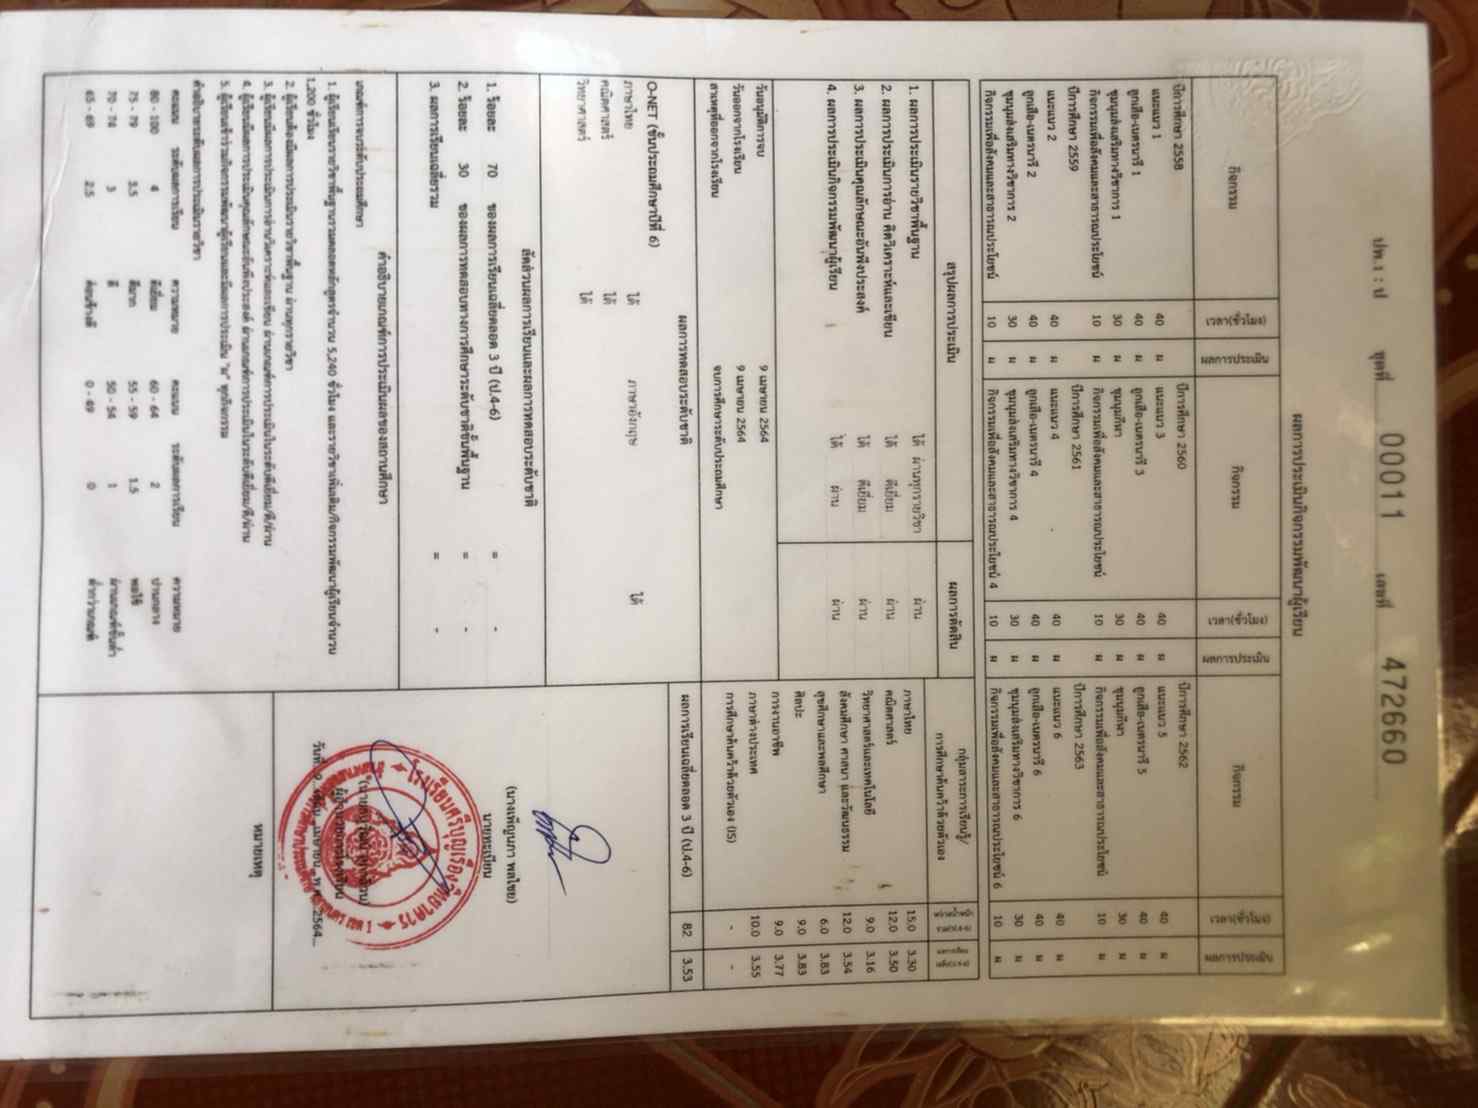 ปพ.1 : ป ชุดที่ 00011 เลขที่ 472660
ผลการประเมินกิจกรรมพัฒนาผู้เรียน
กิจกรรม เวลา(ชั่วโมง) ผลการประเมิน กิจกรรม เวลา(ชั่วโมง) ผลการประเมิน กิจกรรม เวลา(ชั่วโมง) ผลการประเมิน
ปีการศึกษา 2558 ปีการศึกษา 2560 ปีการศึกษา 2562
แนะแนว 1 40 ผ แนะแนว 3 40 ผ แนะแนว 5 40 ผ
ลูกเสือ-เนตรนารี 1 40 ผ ลูกเสือ-เนตรนารี 3 40 ผ ลูกเสือ-เนตรนารี 5 40 ผ
ชุมนุมส่งเสริมทางวิชาการ 1 30 ผ ชุมนุมกีฬา 30 ผ ชุมนุมกีฬา 30 ผ
กิจกรรมเพื่อสังคมและสาธารณประโยชน์ 10 ผ กิจกรรมเพื่อสังคมและสาธารณประโยชน์ 10 ผ กิจกรรมเพื่อสังคมและสาธารณประโยชน์ 10 ผ
ปีการศึกษา 2559 ปีการศึกษา 2561 ปีการศึกษา 2563
แนะแนว 2 40 ผ แนะแนว 4 40 ผ แนะแนว 6 40 ผ
ลูกเสือ-เนตรนารี 2 40 ผ ลูกเสือ-เนตรนารี 4 40 ผ ลูกเสือ-เนตรนารี 6 40 ผ
ชุมนุมส่งเสริมทางวิชาการ 2 30 ผ ชุมนุมส่งเสริมทางวิชาการ 4 30 ผ ชุมนุมส่งเสริมทางวิชาการ 6 30 ผ
กิจกรรมเพื่อสังคมและสาธารณประโยชน์ 10 ผ กิจกรรมเพื่อสังคมและสาธารณประโยชน์ 4 10 ผ กิจกรรมเพื่อสังคมและสาธารณประโยชน์ 6 10 ผ
สรุปผลการประเมิน ผลการตัดสิน
1. ผลการประเมินรายวิชาพื้นฐาน ได้ ผ่านทุกรายวิชา ผ่าน
2. ผลการประเมินการอ่าน คิดวิเคราะห์และเขียน ได้ ดีเยี่ยม ผ่าน
3. ผลการประเมินคุณลักษณะอันพึงประสงค์ ได้ ดีเยี่ยม ผ่าน
4. ผลการประเมินกิจกรรมพัฒนาผู้เรียน ได้ ผ่าน ผ่าน
วันอนุมัติการจบ 9 เมษายน 2564
วันออกจากโรงเรียน 9 เมษายน 2564
สาเหตุที่ออกจากโรงเรียน จบการศึกษาระดับประถมศึกษา
ผลการทดสอบระดับชาติ
O-NET (ชั้นประถมศึกษาปีที่ 6)
ภาษาไทย ได้ ภาษาอังกฤษ ได้
คณิตศาสตร์ ได้
วิทยาศาสตร์ ได้
สัดส่วนผลการเรียนและผลการทดสอบระดับชาติ
1. ร้อยละ 70 ของผลการเรียนเฉลี่ยตลอด 3 ปี (ป.4-6) = -
2. ร้อยละ 30 ของผลการทดสอบทางการศึกษาระดับชาติขั้นพื้นฐาน = -
3. ผลการเรียนเฉลี่ยรวม = -
คำอธิบายเกณฑ์การประเมินผลของสถานศึกษา
เกณฑ์การจบระดับประถมศึกษา
1. ผู้เรียนเรียนรายวิชาพื้นฐานรวมตลอดหลักสูตรจำนวน 5,240 ชั่วโมง และรายวิชาเพิ่มเติม/กิจกรรมพัฒนาผู้เรียนจำนวน
1,200 ชั่วโมง
2. ผู้เรียนต้องมีผลการประเมินรายวิชาพื้นฐาน ผ่านทุกรายวิชา
3. ผู้เรียนมีผลการประเมินการอ่านวิเคราะห์และเขียน ผ่านเกณฑ์การประเมินในระดับดีเยี่ยม/ดี/ผ่าน
4. ผู้เรียนมีผลการประเมินคุณลักษณะอันพึงประสงค์ ผ่านเกณฑ์การประเมินในระดับดีเยี่ยม/ดี/ผ่าน
5. ผู้เรียนเข้าร่วมกิจกรรมพัฒนาผู้เรียนและมีผลการประเมิน "ผ" ทุกกิจกรรม
คำอธิบายระดับผลการประเมินรายวิชา
คะแนน ระดับผลการเรียน ความหมาย คะแนน ระดับผลการเรียน ความหมาย
80 - 100 4 ดีเยี่ยม 60 - 64 2 ปานกลาง
75 - 79 3.5 ดีมาก 55 - 59 1.5 พอใช้
70 - 74 3 ดี 50 - 54 1 ผ่านเกณฑ์ขั้นต่ำ
65 - 69 2.5 ค่อนข้างดี 0 - 49 0 ต่ำกว่าเกณฑ์
กลุ่มสาระการเรียนรู้/
การศึกษาค้นคว้าด้วยตัวเอง
ภาษาไทย 15.0 3.30
คณิตศาสตร์ 12.0 3.50
วิทยาศาสตร์และเทคโนโลยี 9.0 3.16
สังคมศึกษา ศาสนา และวัฒนธรรม 12.0 3.54
สุขศึกษาและพลศึกษา 6.0 3.83
ศิลปะ 9.0 3.83
การงานอาชีพ 9.0 3.77
ภาษาต่างประเทศ 10.0 3.55
การศึกษาค้นคว้าด้วยตัวเอง (IS) - -
ผลการเรียนเฉลี่ยตลอด 3 ปี (ป.4-6) 82 3.53
(นางเพ็ญนภา พลไชย)
นายทะเบียน
โรงเรียนศรีบุญเรืองวิทยาคาร
ผู้อำนวยการโรงเรียน
วันที่ 9 เดือน เมษายน พ.ศ. 2564
หมายเหตุ